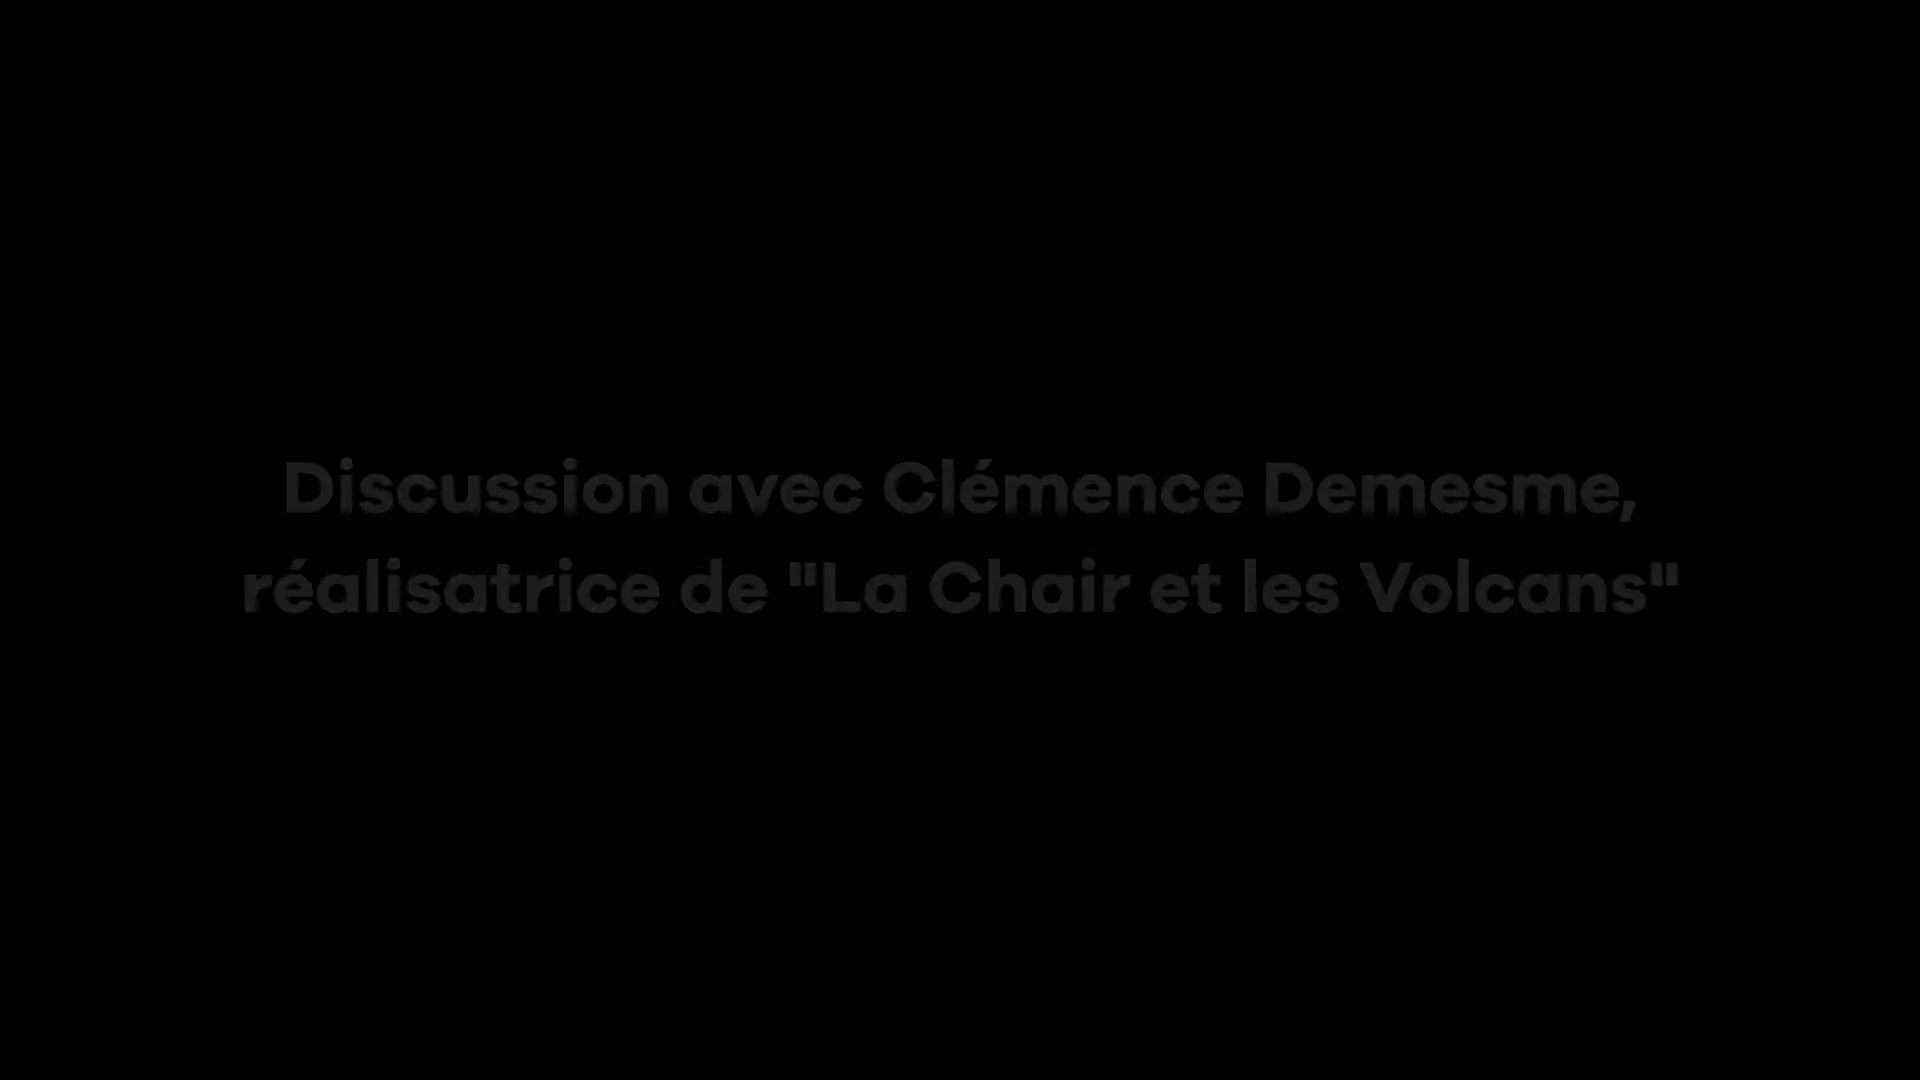 Discussion avec Clémence Demesme,
réalisatrice de "La Chair et les Volcans"